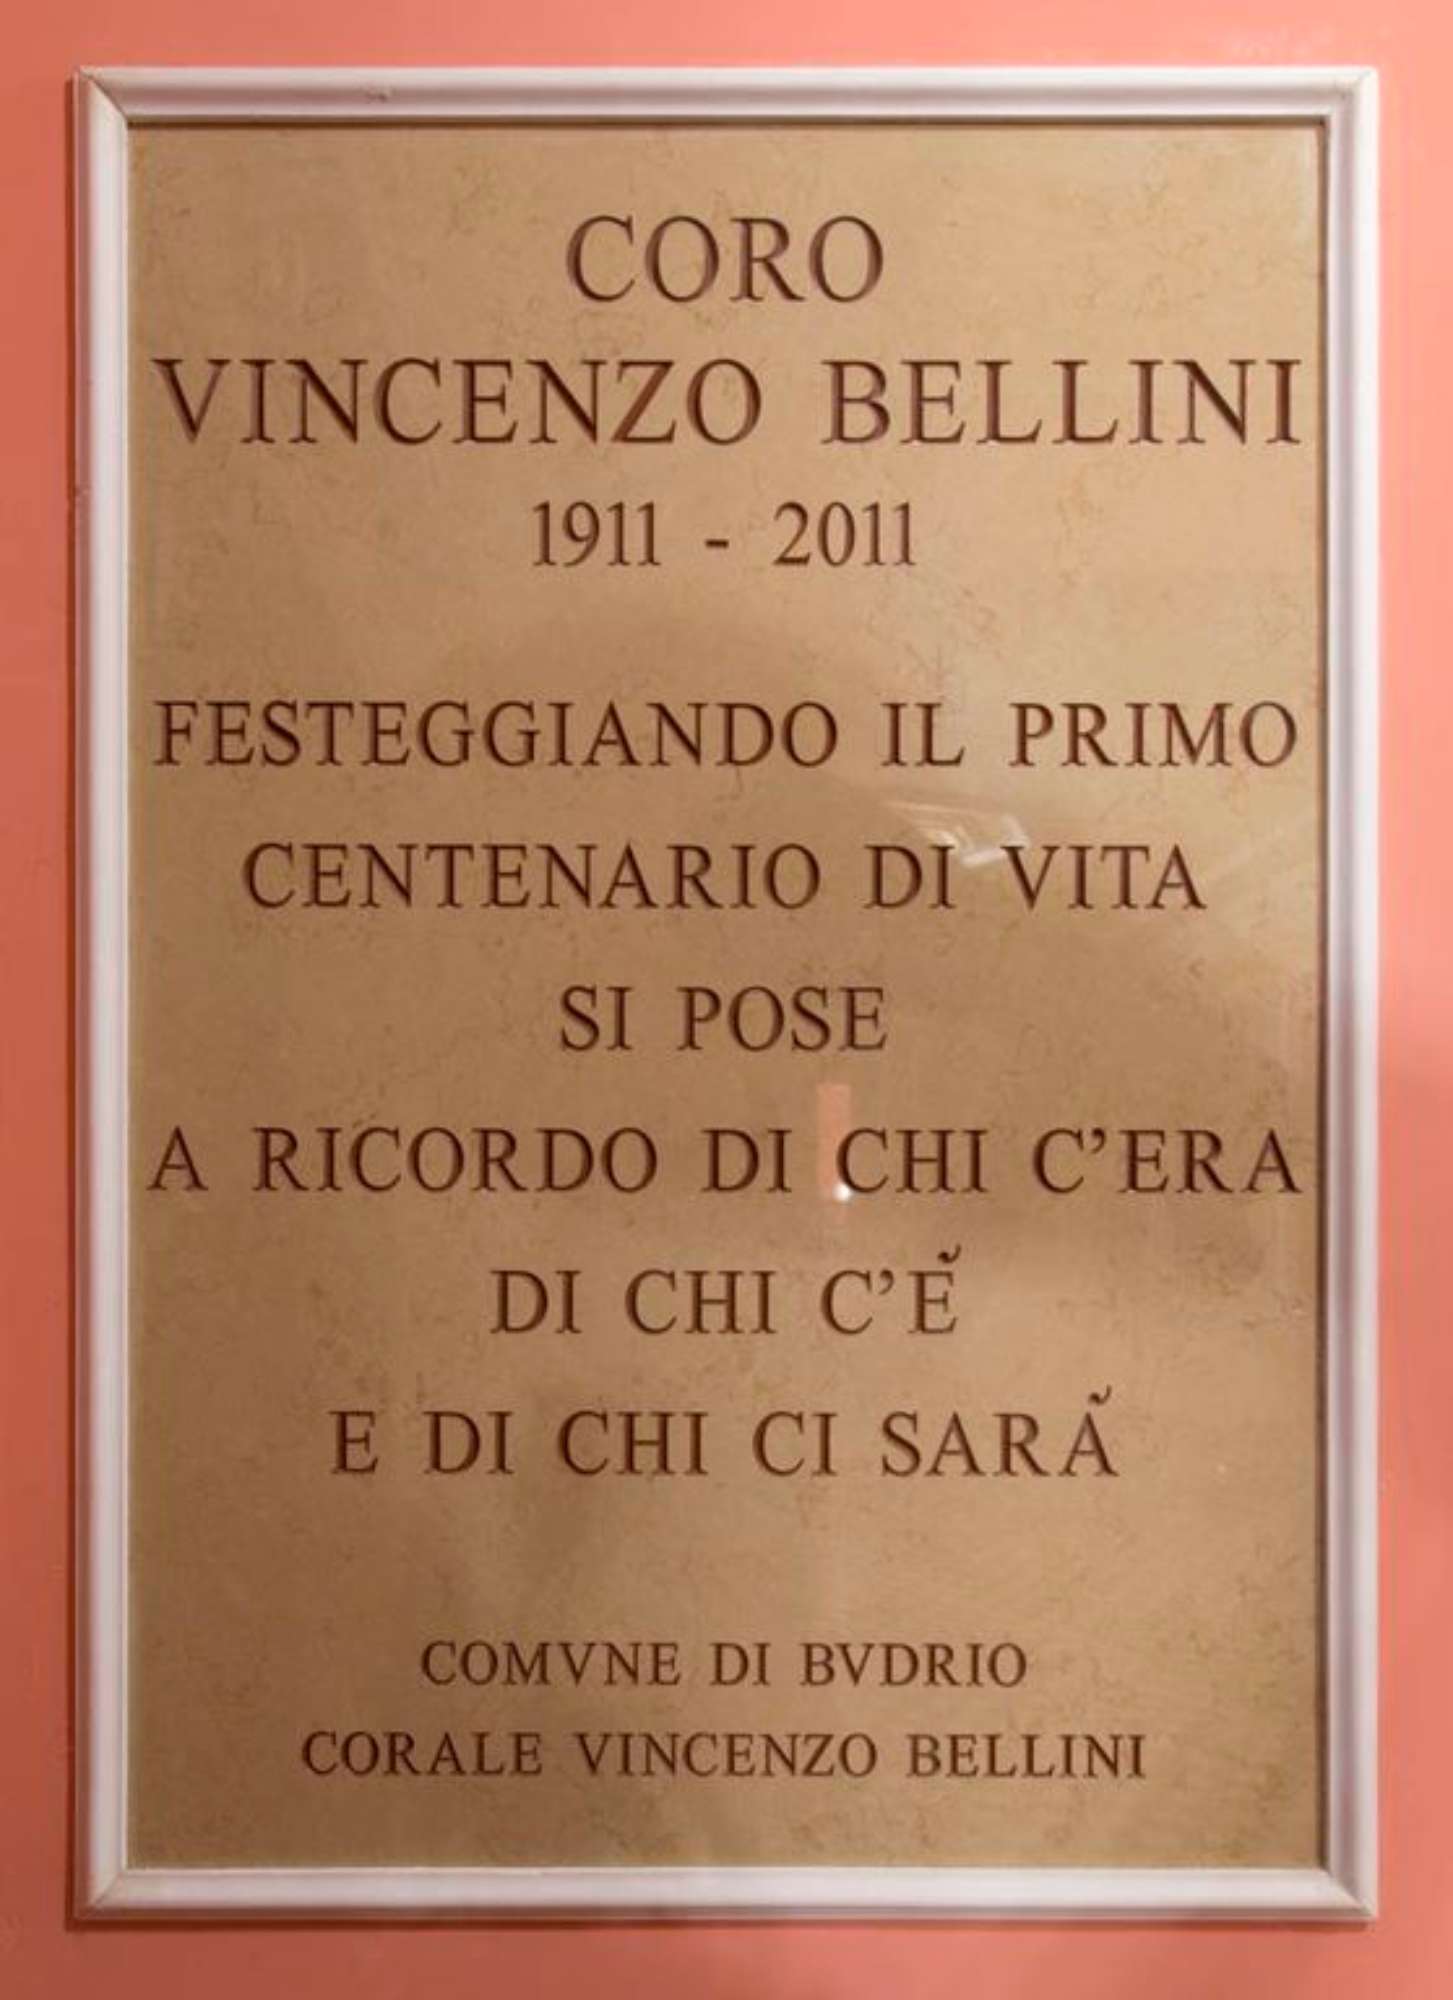 CORO
VINCENZO BELLINI
1911 - 2011
FESTEGGIANDO IL PRIMO
CENTENARIO DI VITA
SI POSE
A RICORDO DI CHI C’ERA
DI CHI C’È
E DI CHI CI SARÀ
COMVNE DI BVDRIO
CORALE VINCENZO BELLINI